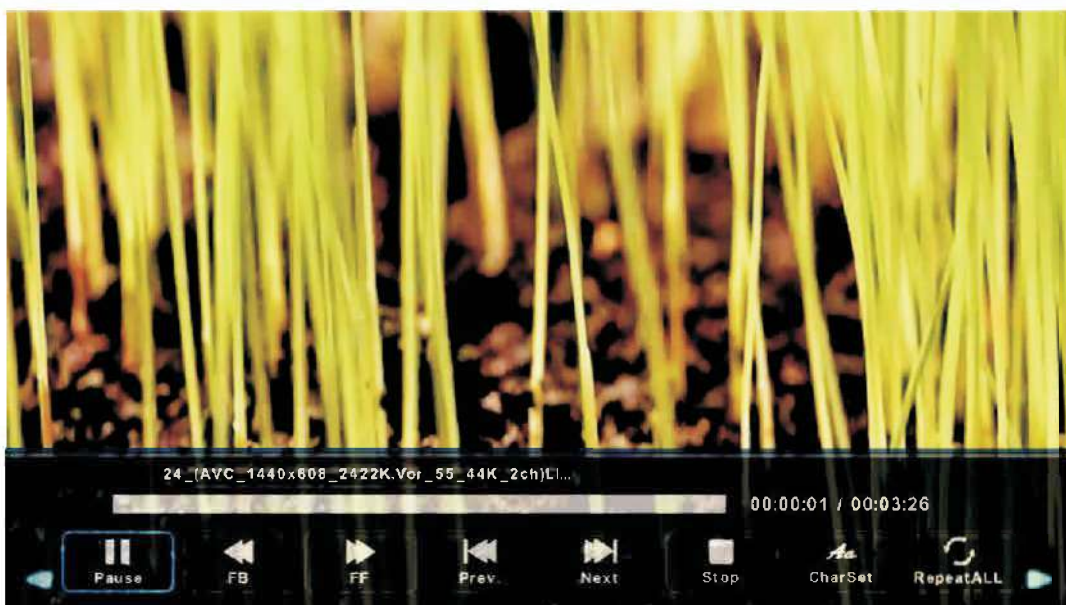 24_(AVC_1440x608_2422K.Vor_55_44K_2ch)LI...
00:00:01 / 00:03:26
Pause FB FF Prev. Next Stop CharSet RepeatALL